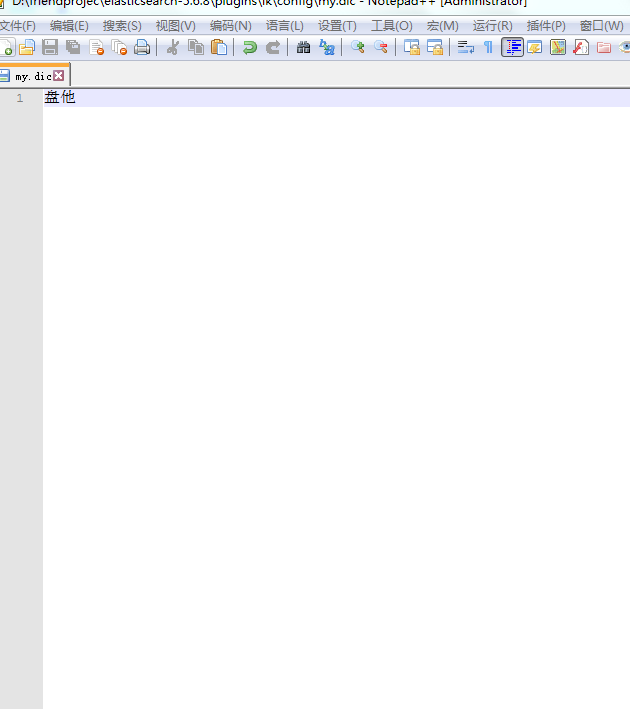 D:\friendprojec\elasticsearch-5.6.8\plugins\ik\config\my.dic - Notepad++ [Administrator]
文件(F) 编辑(E) 搜索(S) 视图(V) 编码(N) 语言(L) 设置(T) 工具(O) 宏(M) 运行(R) 插件(P) 窗口(W)
my.dic
1 盘他